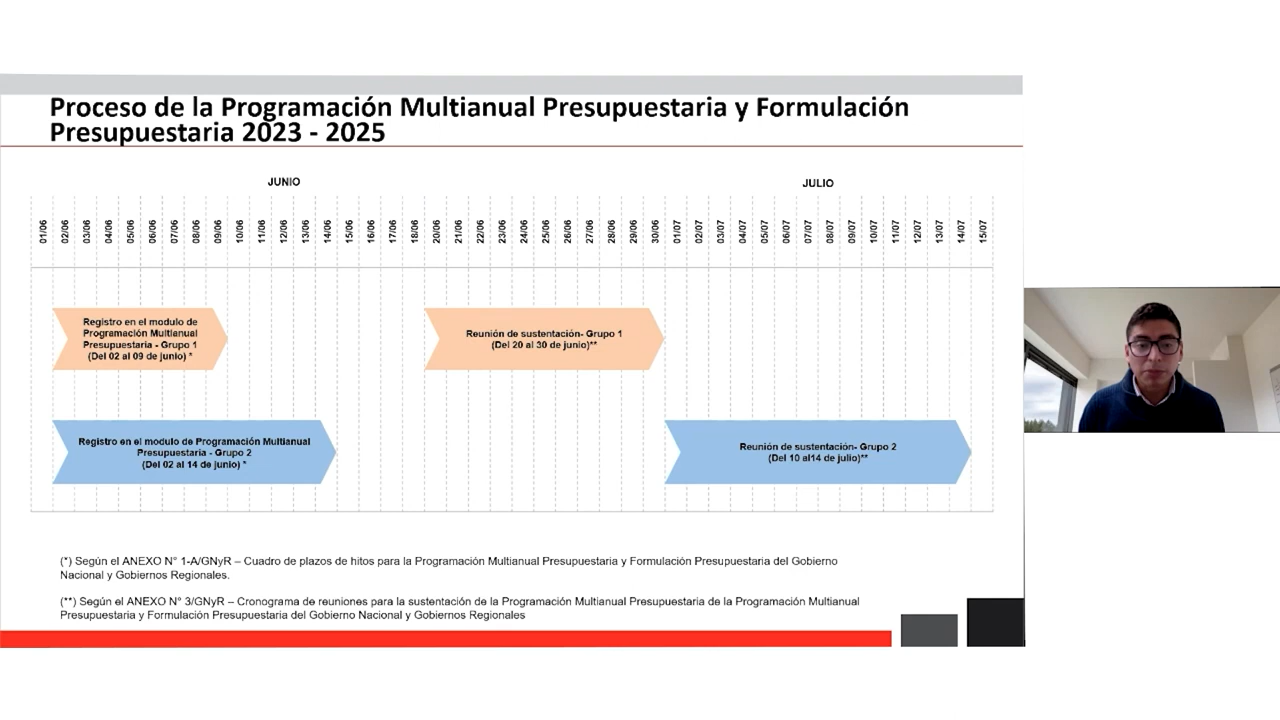 Proceso de la Programación Multianual Presupuestaria y Formulación
Presupuestaria 2023 - 2025
JUNIO
JULIO
01/06 02/06 03/06 04/06 05/06 06/06 07/06 08/06 09/06 10/06 11/06 12/06 13/06 14/06 15/06 16/06 17/06 18/06 20/06 21/06 22/06 23/06 24/06 25/06 26/06 27/06 28/06 29/06 30/06 01/07 02/07 03/07 04/07 05/07 06/07 07/07 08/07 09/07 10/07 11/07 12/07 13/07 14/07 15/07
Registro en el modulo de
Programación Multianual
Presupuestaria - Grupo 1
(Del 02 al 09 de junio) *
Reunión de sustentación- Grupo 1
(Del 20 al 30 de junio)**
Registro en el modulo de Programación Multianual
Presupuestaria - Grupo 2
(Del 02 al 14 de junio) *
Reunión de sustentación- Grupo 2
(Del 10 al14 de julio)**
(*) Según el ANEXO N° 1-A/GNyR – Cuadro de plazos de hitos para la Programación Multianual Presupuestaria y Formulación Presupuestaria del Gobierno
Nacional y Gobiernos Regionales.
(**) Según el ANEXO N° 3/GNyR – Cronograma de reuniones para la sustentación de la Programación Multianual Presupuestaria de la Programación Multianual
Presupuestaria y Formulación Presupuestaria del Gobierno Nacional y Gobiernos Regionales